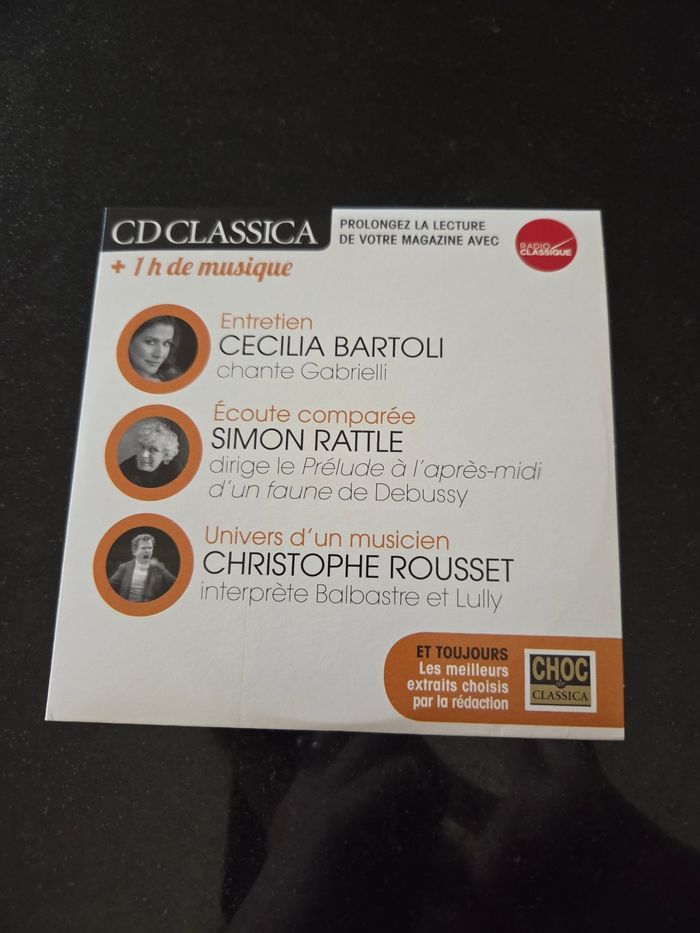 CD CLASSICA
+ 1 h de musique
PROLONGEZ LA LECTURE
DE VOTRE MAGAZINE AVEC
RADIO
CLASSIQUE
Entretien
CECILIA BARTOLI
chante Gabrielli
Écoute comparée
SIMON RATTLE
dirige le Prélude à l'après-midi
d'un faune de Debussy
Univers d'un musicien
CHRISTOPHE ROUSSET
interprète Balbastre et Lully
ET TOUJOURS
Les meilleurs
extraits choisis
par la rédaction
CHOC
de
CLASSICA